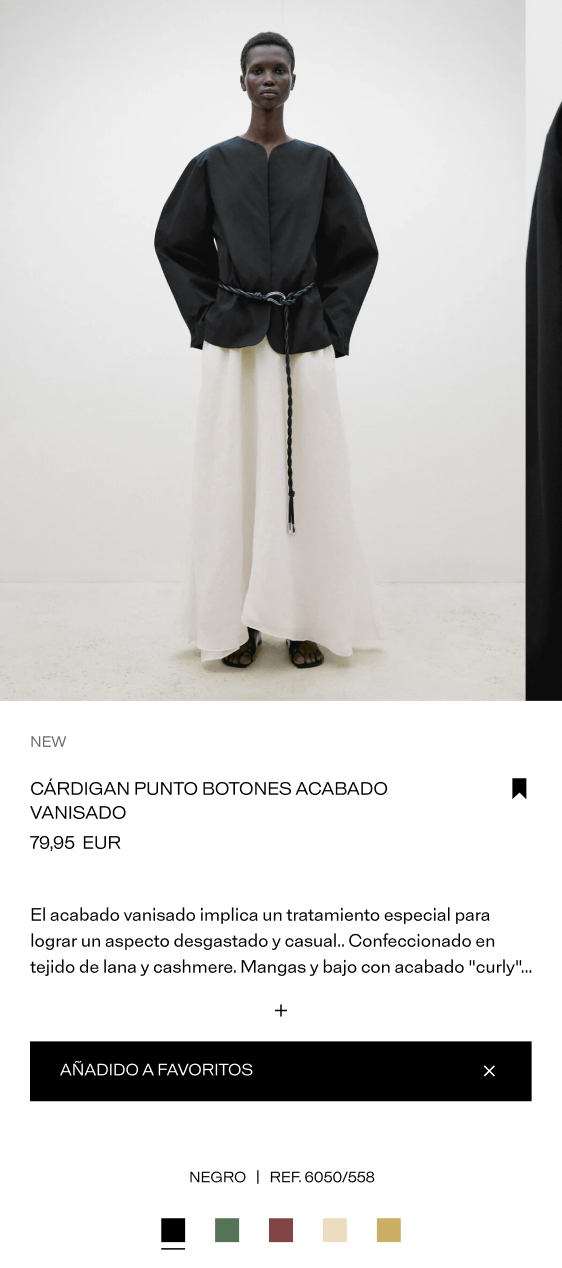 NEW
CÁRDIGAN PUNTO BOTONES ACABADO
VANISADO
79,95 EUR
El acabado vanisado implica un tratamiento especial para
lograr un aspecto desgastado y casual.. Confeccionado en
tejido de lana y cashmere. Mangas y bajo con acabado "curly"...
+
AÑADIDO A FAVORITOS
NEGRO | REF. 6050/558